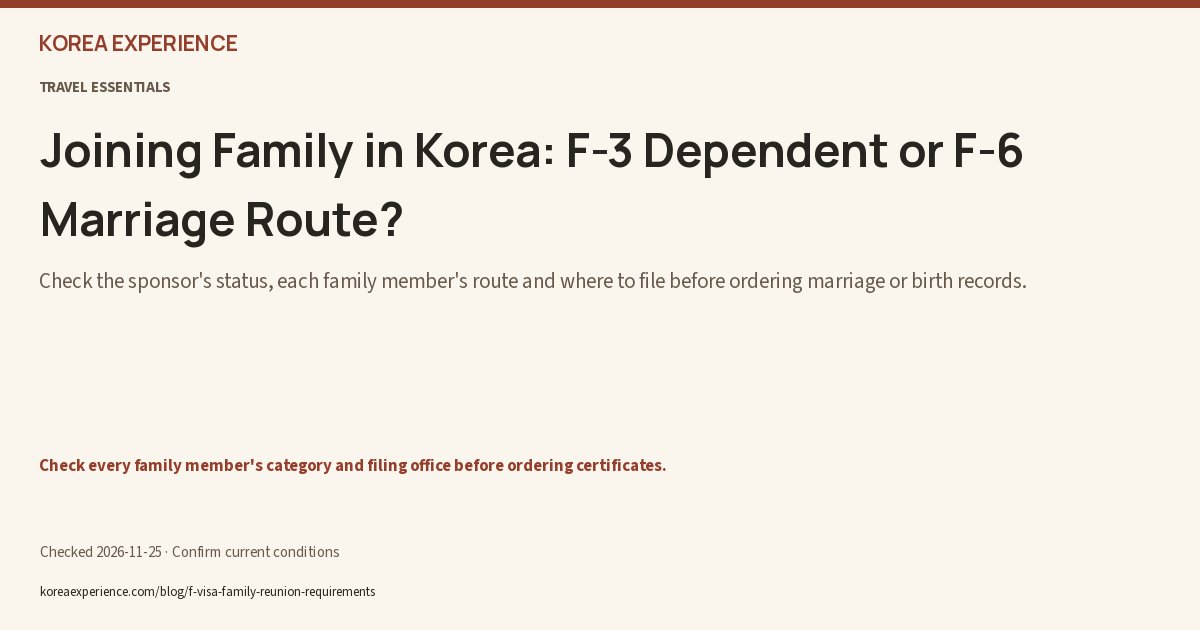 KOREA EXPERIENCE
TRAVEL ESSENTIALS
Joining Family in Korea: F-3 Dependent or F-6
Marriage Route?
Check the sponsor's status, each family member's route and where to file before ordering marriage or birth records.
Check every family member's category and filing office before ordering certificates.
Checked 2026-11-25 · Confirm current conditions
koreaexperience.com/blog/f-visa-family-reunion-requirements